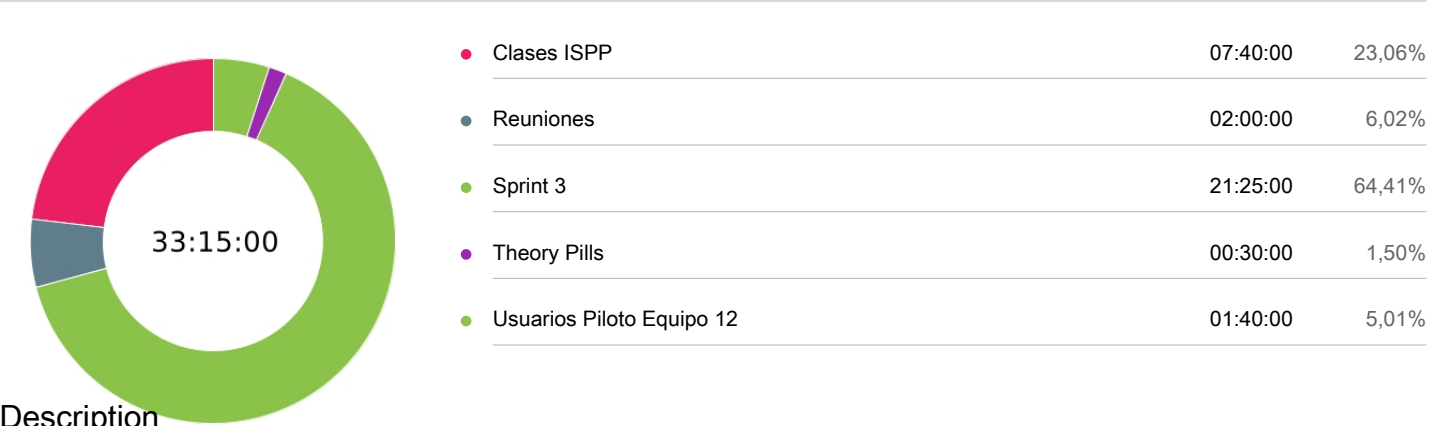 Clases ISPP 07:40:00 23,06%
Reuniones 02:00:00 6,02%
Sprint 3 21:25:00 64,41%
33:15:00
Theory Pills 00:30:00 1,50%
Usuarios Piloto Equipo 12 01:40:00 5,01%
Description